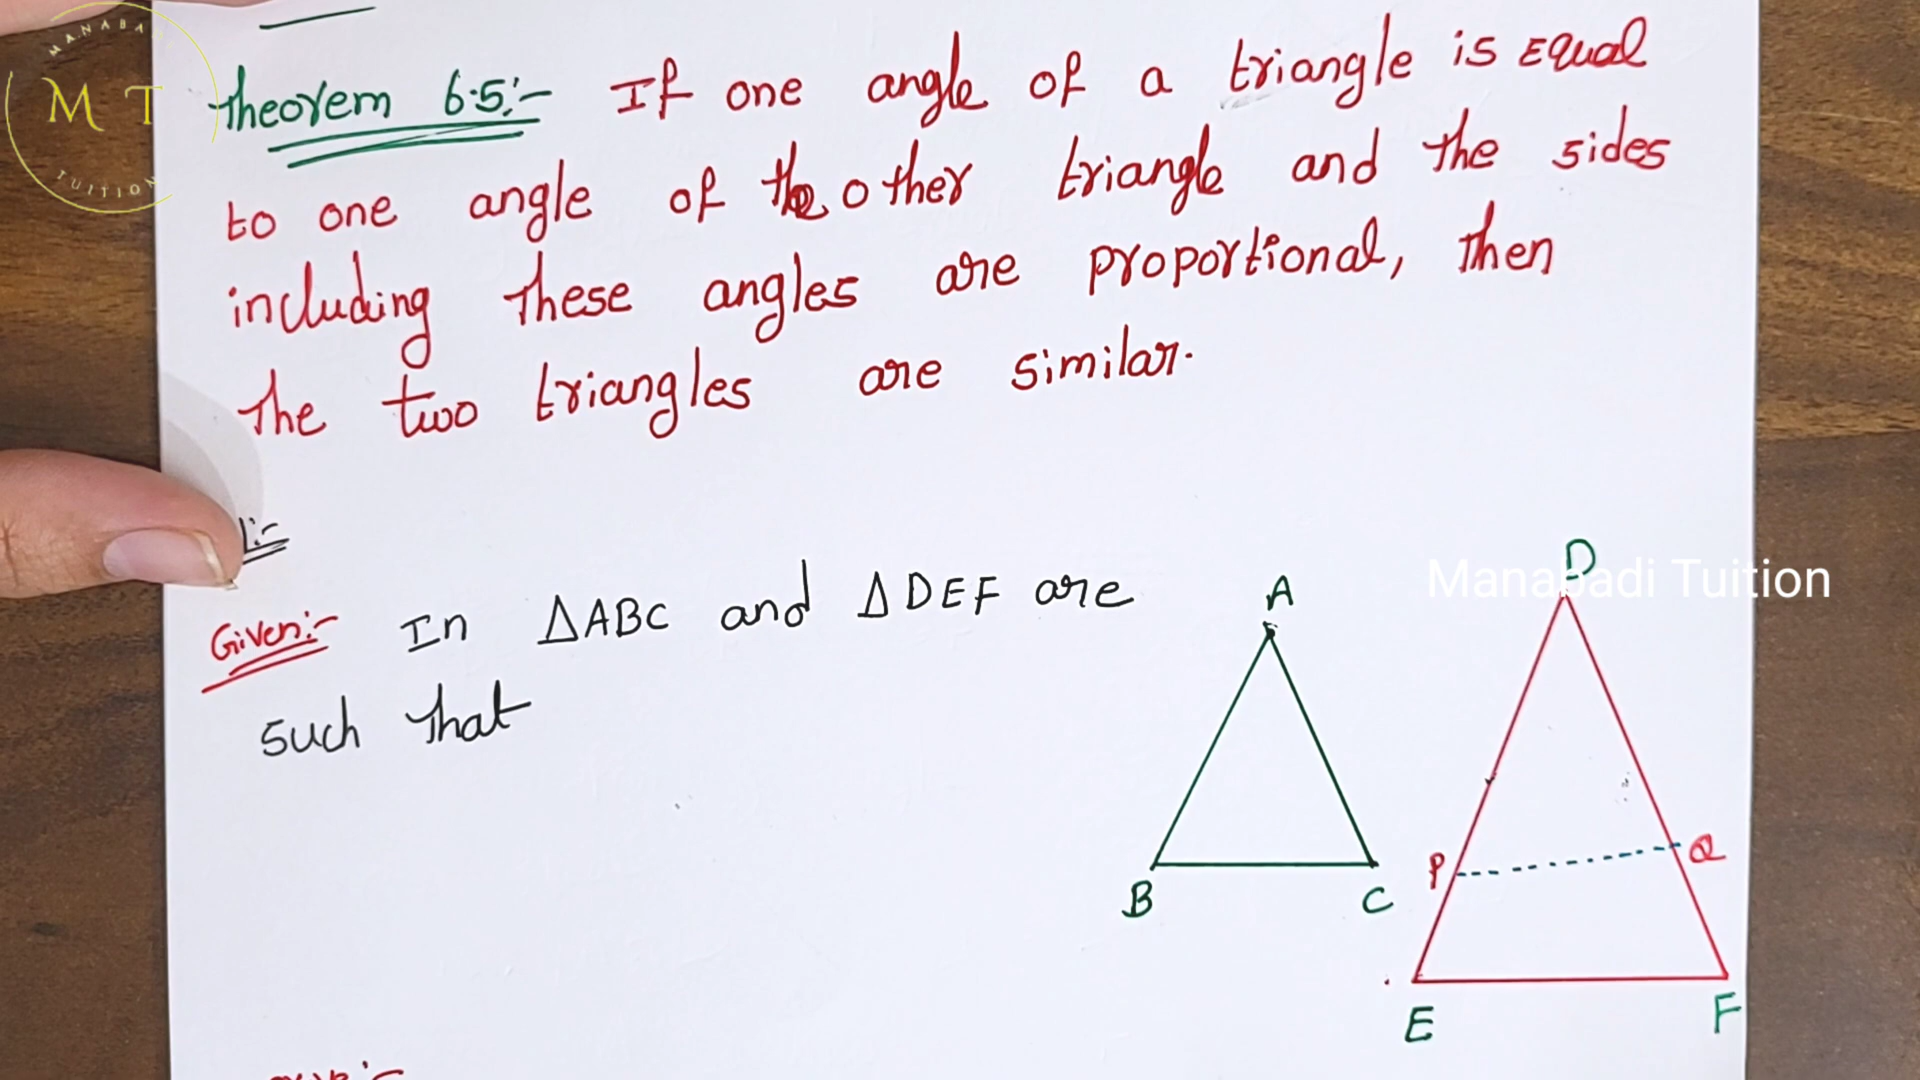 MANABA
M T
TUITION
Theorem 6.5:- If one angle of a triangle is Equal
to one angle of the other triangle and the sides
including these angles are proportional, then
the two triangles are similar.
Given:- In ΔABC and ΔDEF are
such that
Manabadi Tuition
A
D
B
C
P
Q
E
F